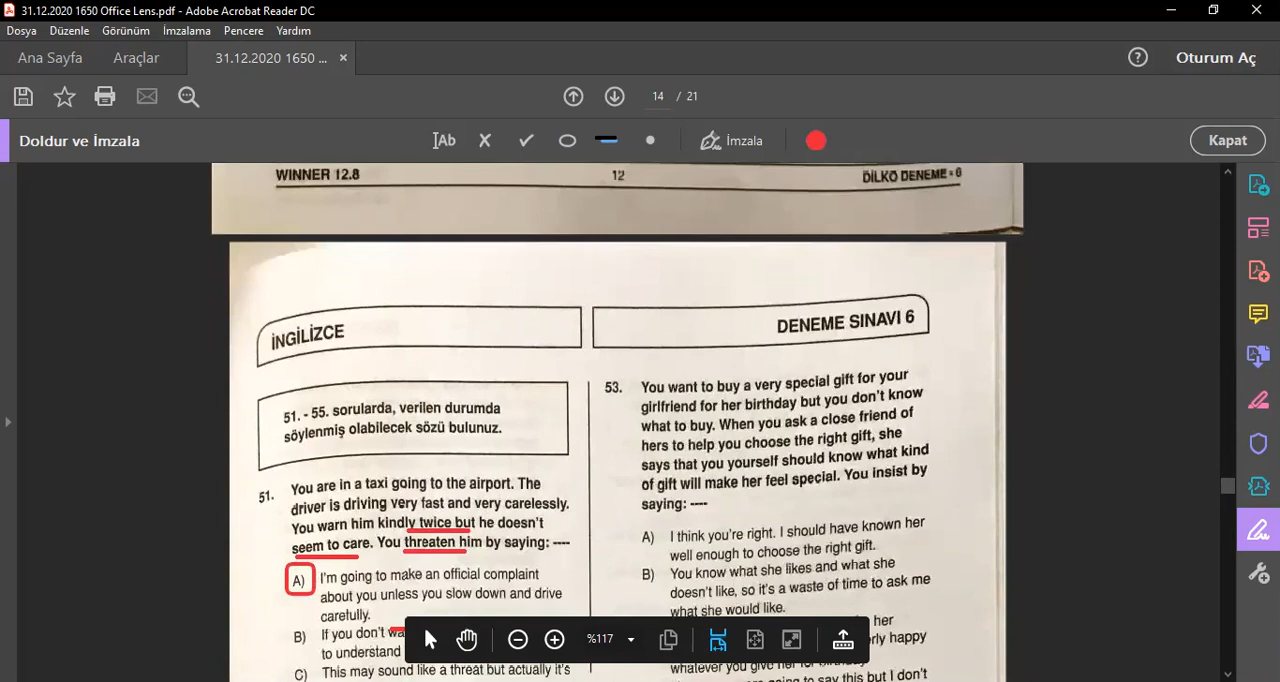 31.12.2020 1650 Office Lens.pdf - Adobe Acrobat Reader DC
Dosya Düzenle Görünüm İmzalama Pencere Yardım
Ana Sayfa Araçlar 31.12.2020 1650 ... × ? Oturum Aç
14 / 21
Doldur ve İmzala IAb İmzala Kapat
WINNER 12.8 12 DİLKO DENEME - 6
İNGİLİZCE
DENEME SINAVI 6
51. - 55. sorularda, verilen durumda
söylenmiş olabilecek sözü bulunuz.
51. You are in a taxi going to the airport. The
driver is driving very fast and very carelessly.
You warn him kindly twice but he doesn't
seem to care. You threaten him by saying: ----
A) I'm going to make an official complaint
about you unless you slow down and drive
carefully.
B) If you don't
to understand
C) This may sound like a threat but actually it's
53. You want to buy a very special gift for your
girlfriend for her birthday but you don't know
what to buy. When you ask a close friend of
hers to help you choose the right gift, she
says that you yourself should know what kind
of gift will make her feel special. You insist by
saying: ----
A) I think you're right. I should have known her
well enough to choose the right gift.
B) You know what she likes and what she
doesn't like, so it's a waste of time to ask me
what she would like.
her
happy
whatever you give her for
to say this but I don't
%117